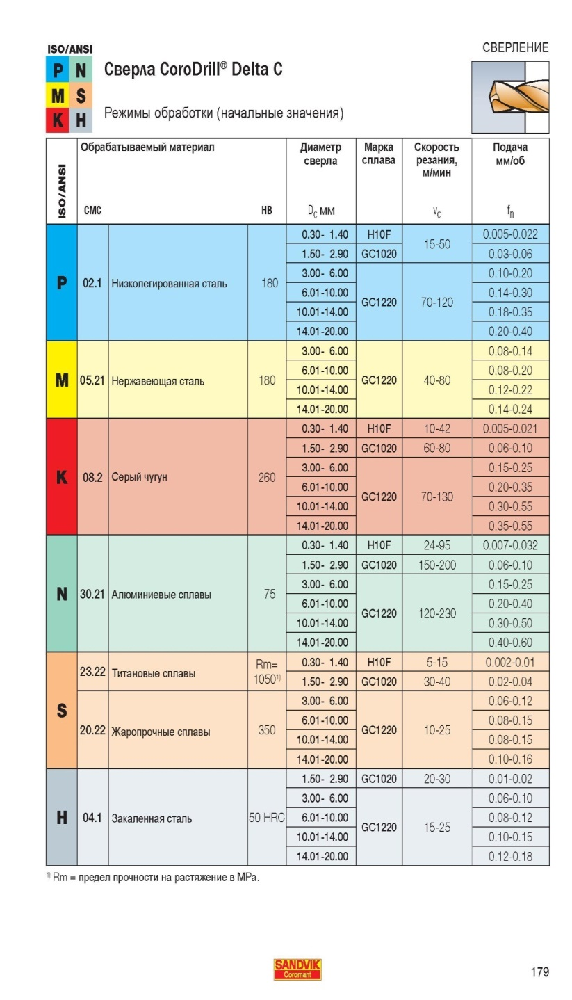 ISO/ANSI
P N
M S
K H
СВЕРЛЕНИЕ
Сверла CoroDrill® Delta C
Режимы обработки (начальные значения)
ISO/ANSI
Обрабатываемый материал
Диаметр сверла
Марка сплава
Скорость резания, м/мин
Подача мм/об
CMC HB Dc мм vc fn
0.30- 1.40 H10F 15-50 0.005-0.022
1.50- 2.90 GC1020 0.03-0.06
3.00- 6.00 0.10-0.20
P 02.1 Низколегированная сталь 180
6.01-10.00 GC1220 70-120 0.14-0.30
10.01-14.00 0.18-0.35
14.01-20.00 0.20-0.40
3.00- 6.00 0.08-0.14
6.01-10.00 0.08-0.20
M 05.21 Нержавеющая сталь 180 GC1220 40-80
10.01-14.00 0.12-0.22
14.01-20.00 0.14-0.24
0.30- 1.40 H10F 10-42 0.005-0.021
1.50- 2.90 GC1020 60-80 0.06-0.10
3.00- 6.00 0.15-0.25
K 08.2 Серый чугун 260
6.01-10.00 GC1220 70-130 0.20-0.35
10.01-14.00 0.30-0.55
14.01-20.00 0.35-0.55
0.30- 1.40 H10F 24-95 0.007-0.032
1.50- 2.90 GC1020 150-200 0.06-0.10
3.00- 6.00 0.15-0.25
N 30.21 Алюминиевые сплавы 75
6.01-10.00 GC1220 120-230 0.20-0.40
10.01-14.00 0.30-0.50
14.01-20.00 0.40-0.60
S
23.22 Титановые сплавы Rm= 1050¹⁾
0.30- 1.40 H10F 5-15 0.002-0.01
1.50- 2.90 GC1020 30-40 0.02-0.04
3.00- 6.00 0.06-0.12
6.01-10.00 0.08-0.15
20.22 Жаропрочные сплавы 350 GC1220 10-25
10.01-14.00 0.08-0.15
14.01-20.00 0.10-0.16
1.50- 2.90 GC1020 20-30 0.01-0.02
3.00- 6.00 0.06-0.10
H 04.1 Закаленная сталь 50 HRC 6.01-10.00 GC1220 15-25 0.08-0.12
10.01-14.00 0.10-0.15
14.01-20.00 0.12-0.18
¹⁾ Rm = предел прочности на растяжение в MPa.
SANDVIK
Coromant
179